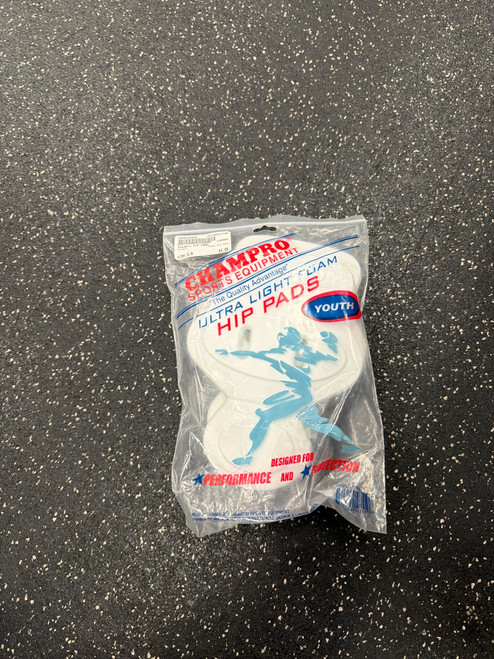 CHAMPRO
SPORTS EQUIPMENT
"The Quality Advantage"
ULTRA LIGHT FOAM
HIP PADS
YOUTH
DESIGNED FOR
PERFORMANCE AND PROTECTION